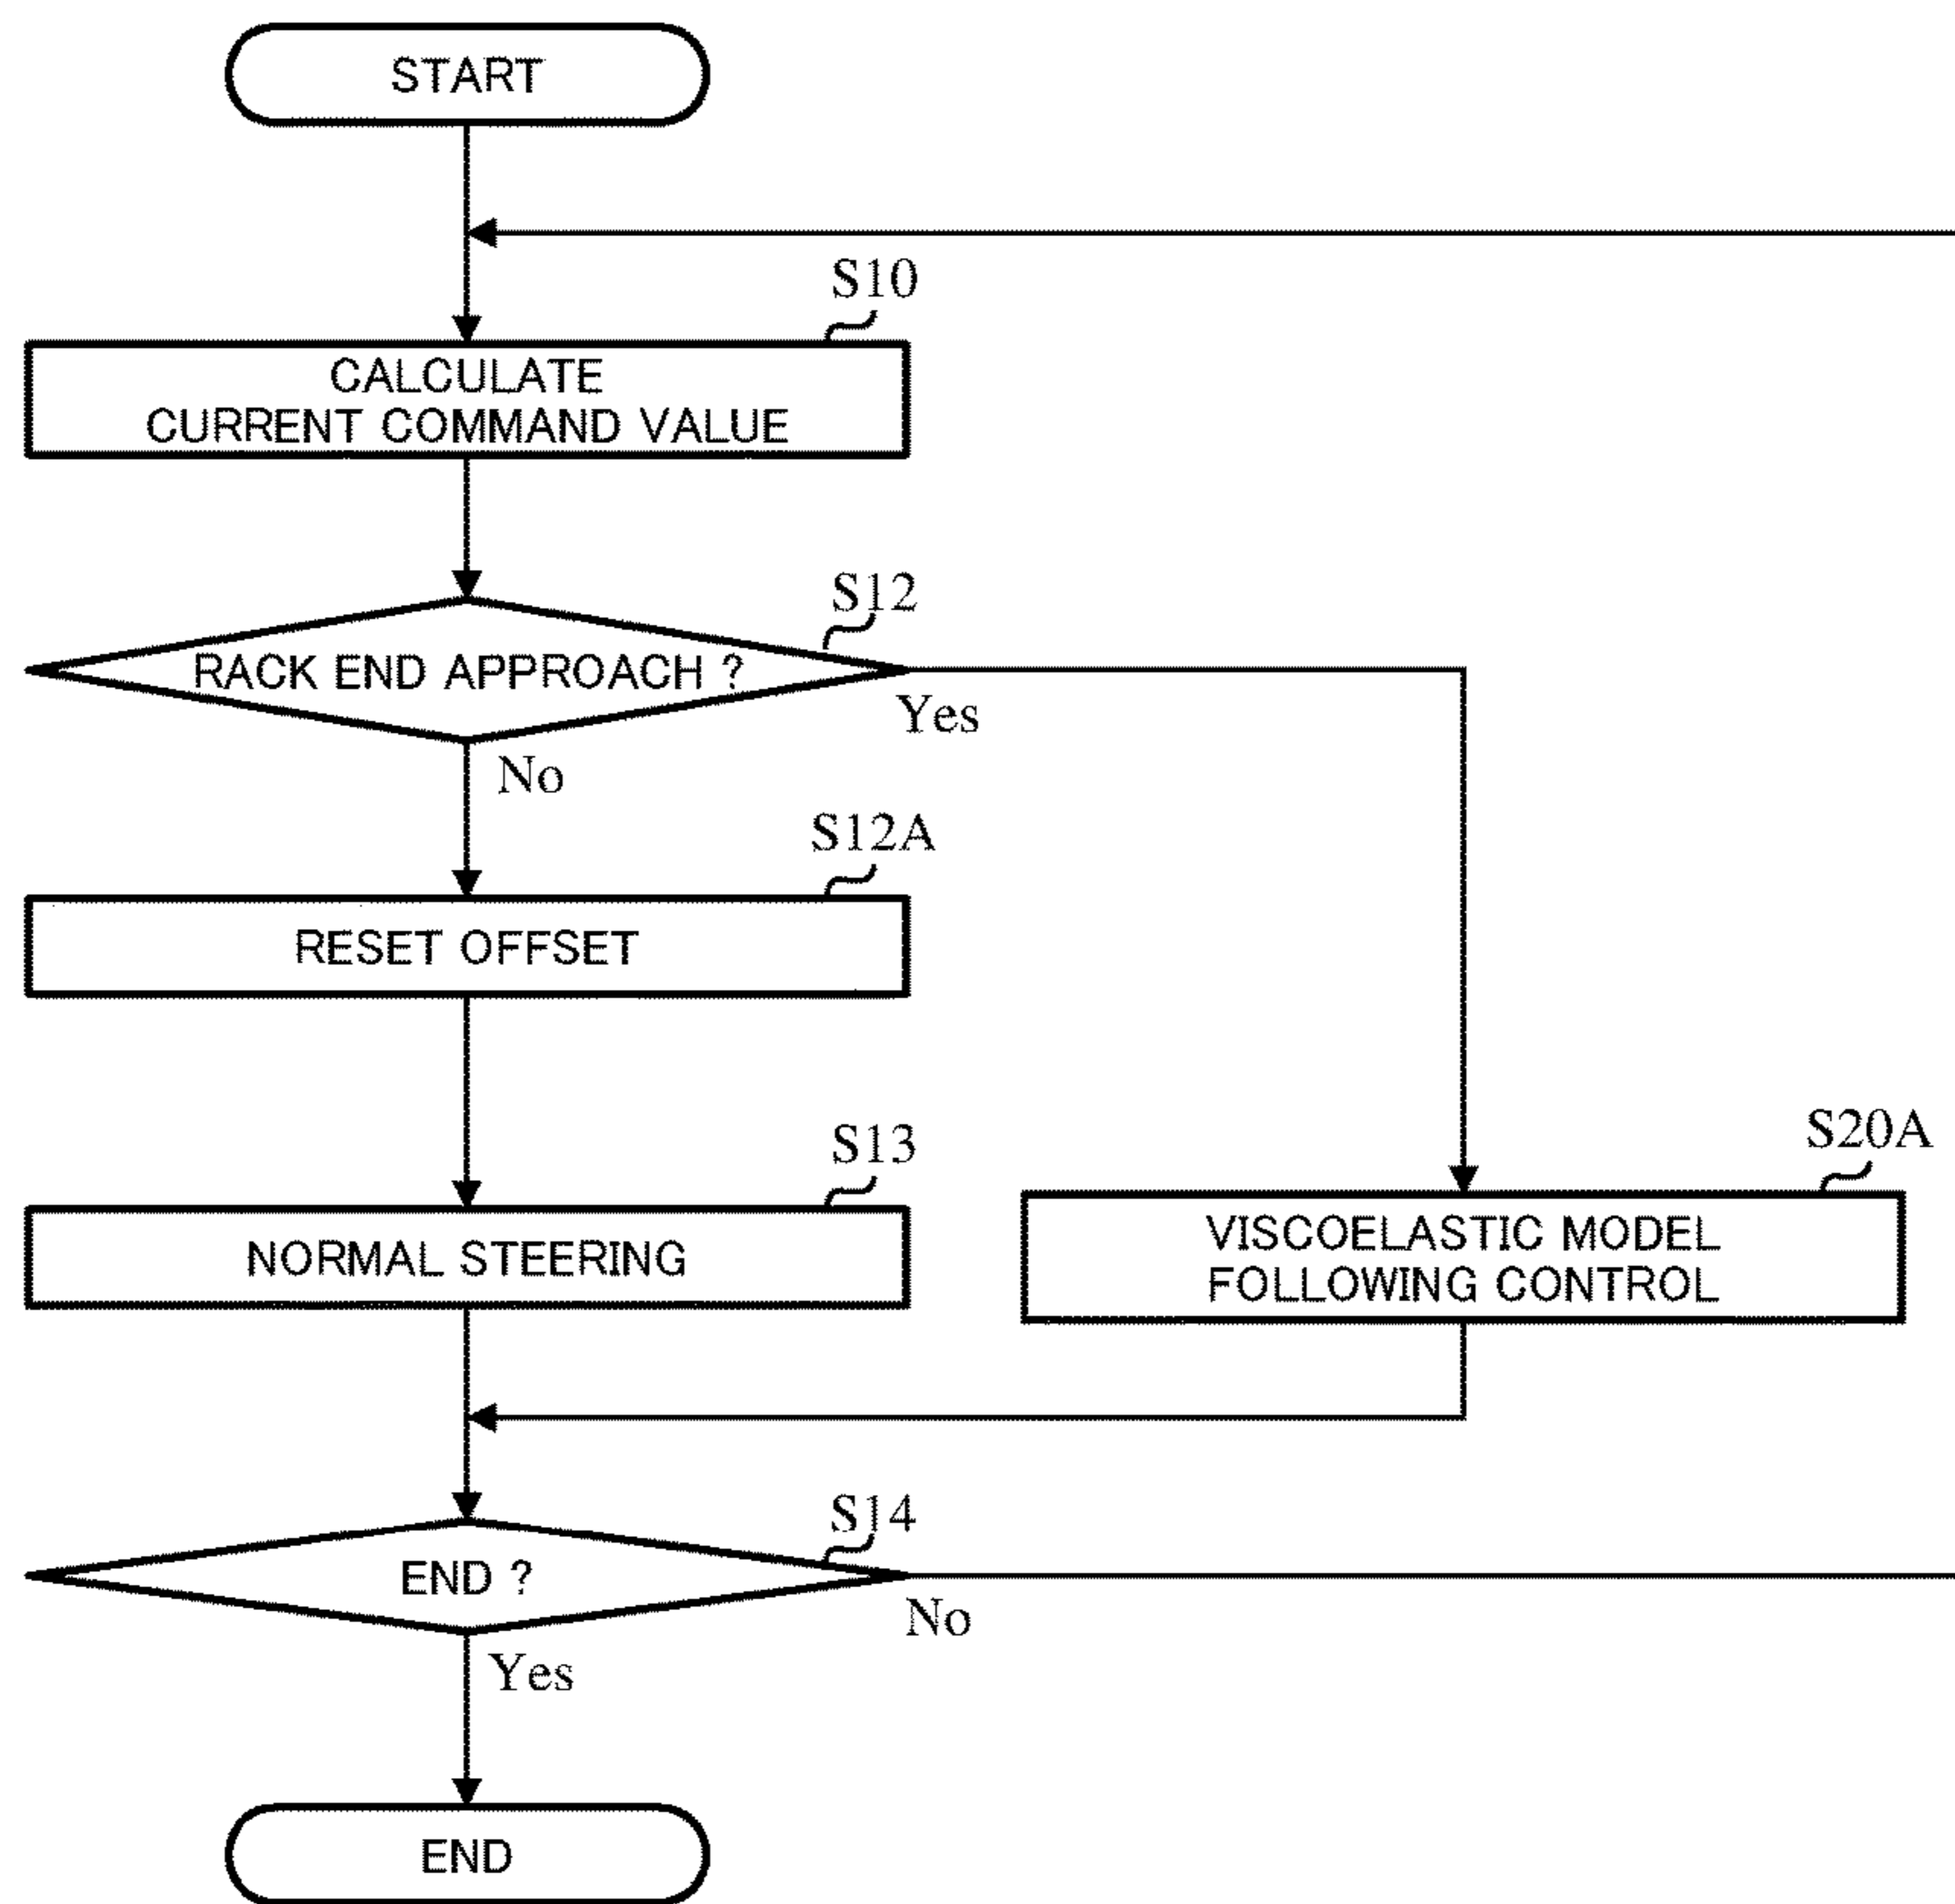 START
S10
CALCULATE
CURRENT COMMAND VALUE
S12
RACK END APPROACH ?
Yes
No
S12A
RESET OFFSET
S13
NORMAL STEERING
S20A
VISCOELASTIC MODEL
FOLLOWING CONTROL
S14
END ?
No
Yes
END